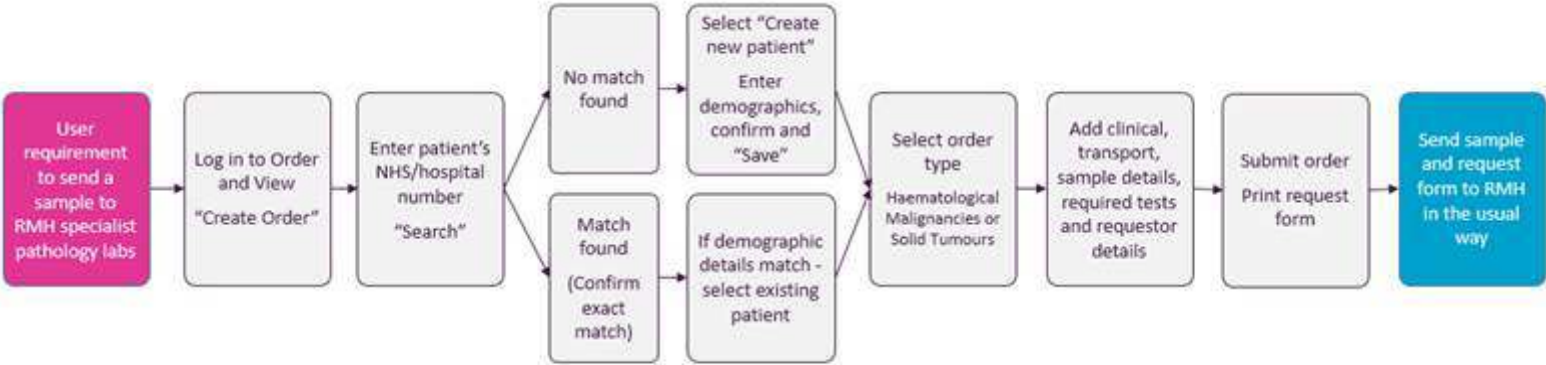 User
requirement
to send a
sample to
RMH specialist
pathology labs
Log in to Order
and View
“Create Order”
Enter patient’s
NHS/hospital
number
“Search”
No match
found
Select “Create
new patient”
Enter
demographics,
confirm and
“Save”
Match
found
(Confirm
exact
match)
If demographic
details match -
select existing
patient
Select order
type
Haematological
Malignancies or
Solid Tumours
Add clinical,
transport,
sample details,
required tests
and requestor
details
Submit order
Print request
form
Send sample
and request
form to RMH
in the usual
way